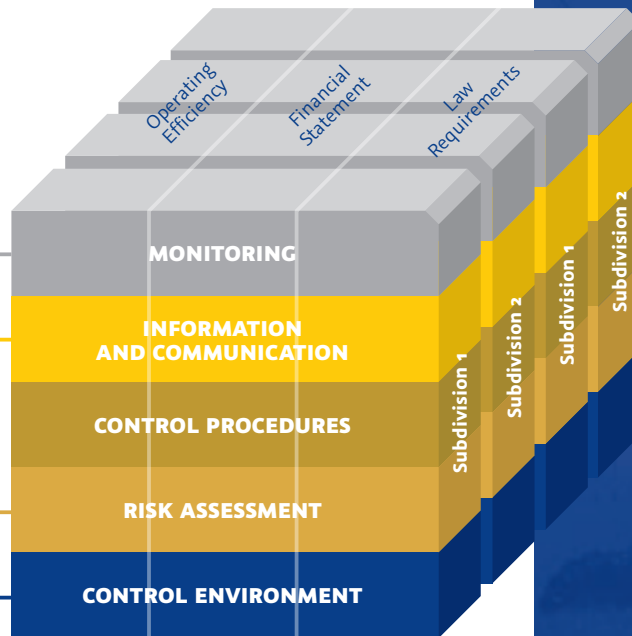 Operating
Efficiency
Financial
Statement
Law
Requirements
MONITORING
INFORMATION
AND COMMUNICATION
CONTROL PROCEDURES
RISK ASSESSMENT
CONTROL ENVIRONMENT
Subdivision 1
Subdivision 2
Subdivision 1
Subdivision 2